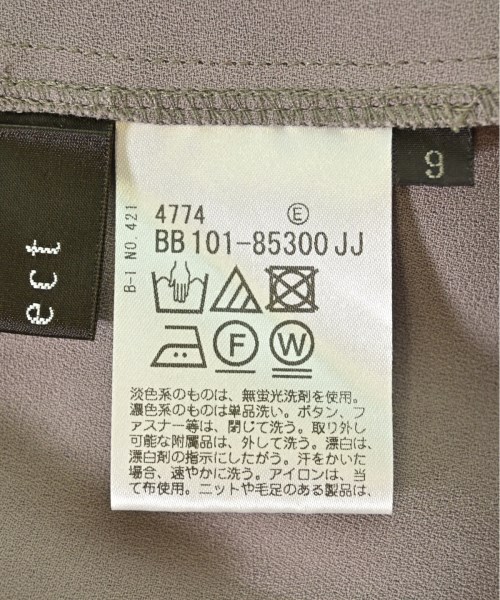 ect
9
B-I NO.421
4774 Ⓔ
BB 101-85300 JJ
F W
淡色系のものは、無蛍光洗剤を使用。
濃色系のものは単品洗い。ボタン、フ
ァスナー等は、閉じて洗う。取り外し
可能な附属品は、外して洗う。漂白は、
漂白剤の指示にしたがう。汗をかいた
場合、速やかに洗う。アイロンは、当
て布使用。ニットや毛足のある製品は、